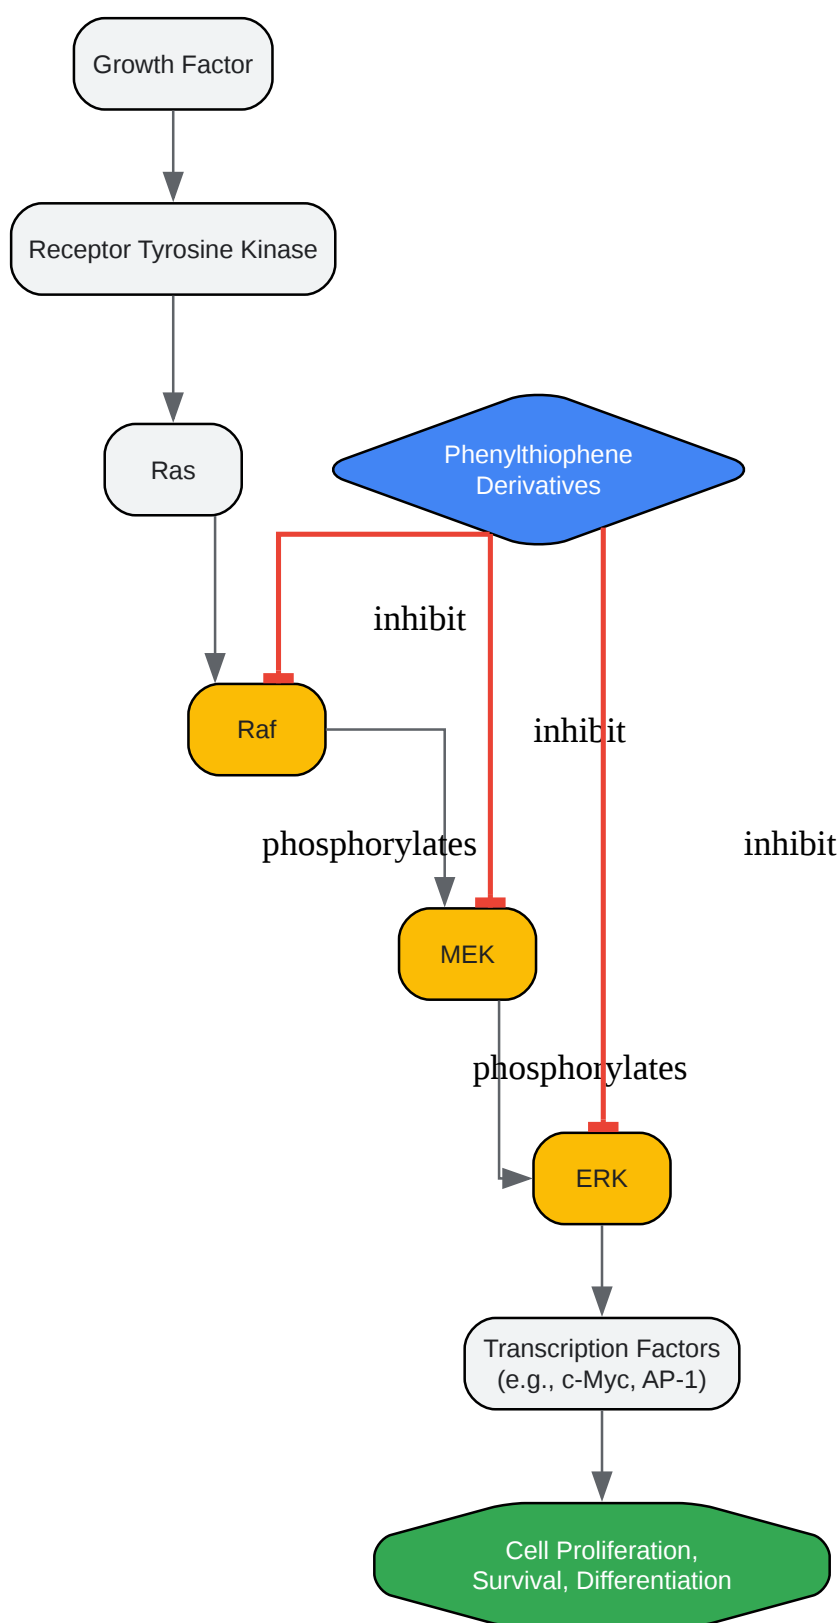 Growth Factor
Receptor Tyrosine Kinase
Ras
Phenylthiophene
Derivatives
inhibit
Raf
inhibit
phosphorylates
inhibit
MEK
phosphorylates
ERK
Transcription Factors
(e.g., c-Myc, AP-1)
Cell Proliferation,
Survival, Differentiation